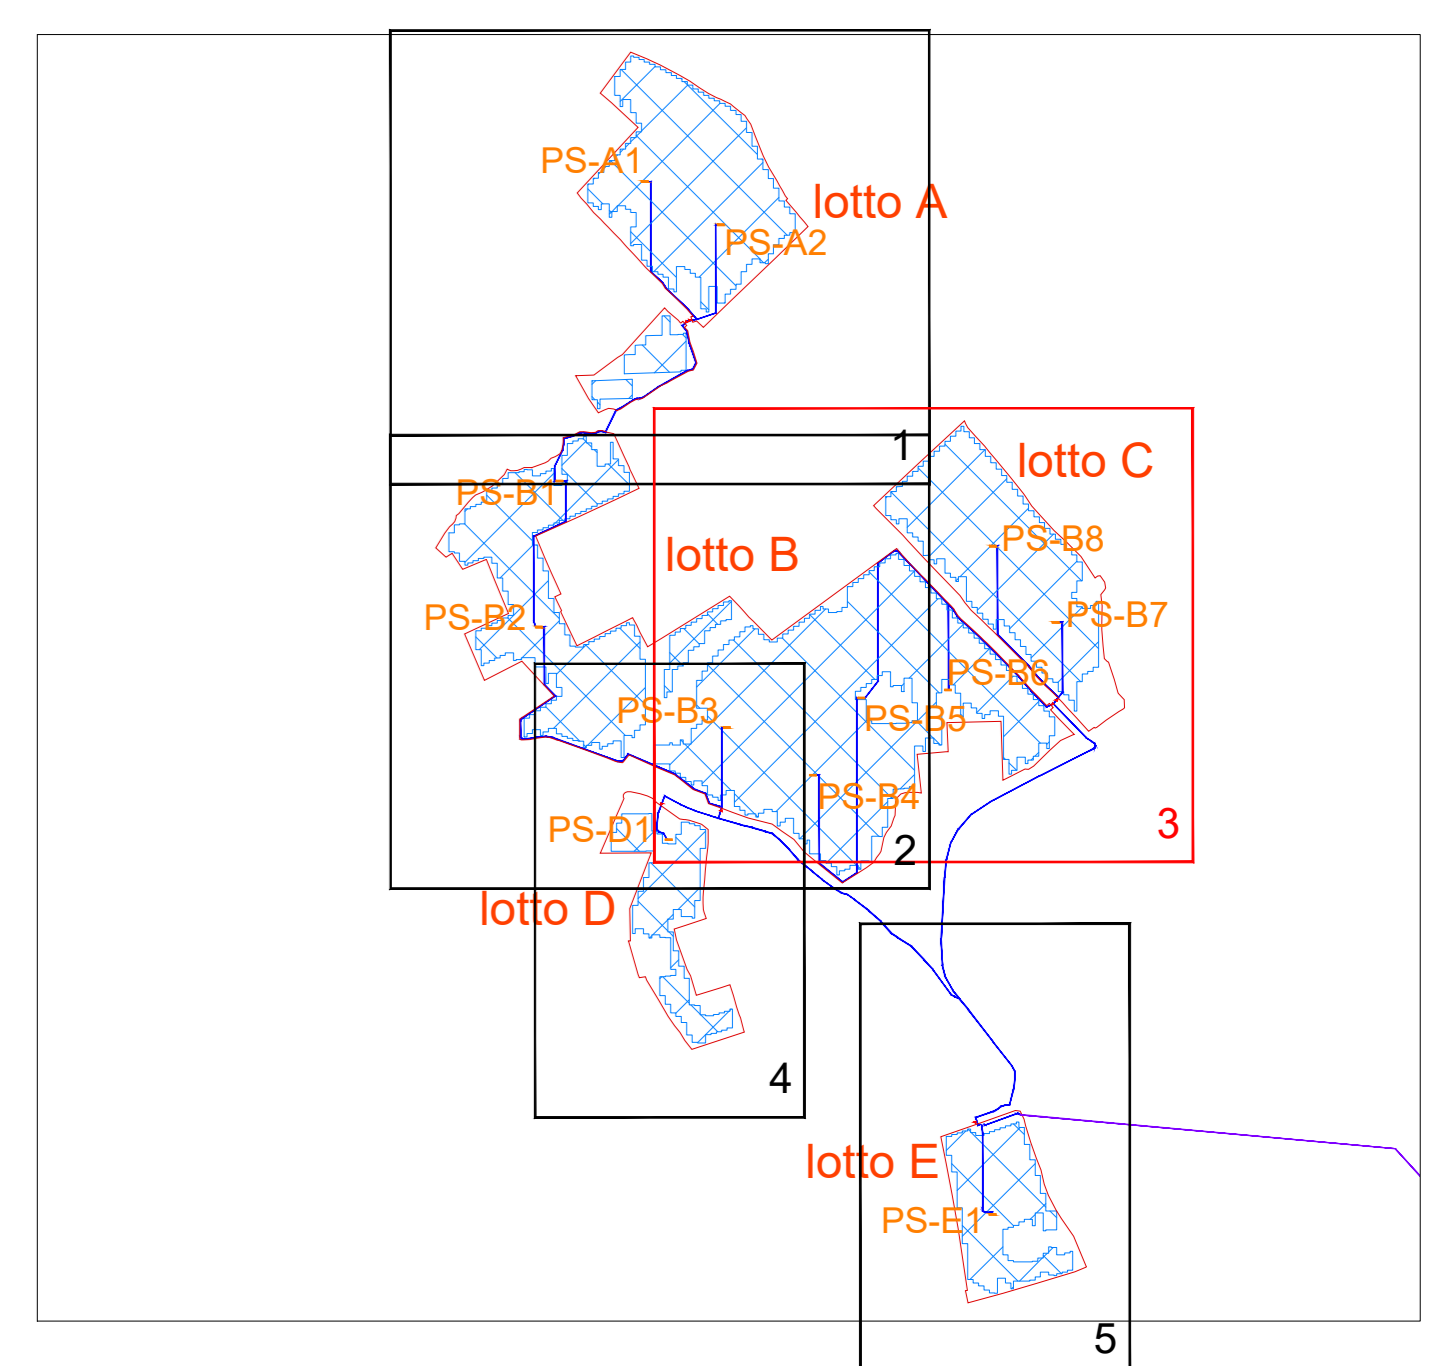 PS-A1
lotto A
PS-A2
1
lotto C
PS-B1
PS-B8
lotto B
PS-B2
PS-B7
PS-B6
PS-B3
PS-B5
PS-B4
3
PS-D1
2
lotto D
4
lotto E
PS-E1
5